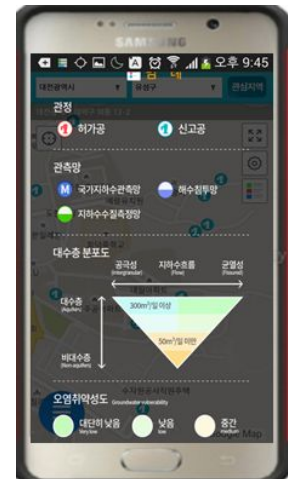 SAMSUNG
오후 9:45
대전광역시
유성구
관심지역
관정
허가공
신고공
관측망
M 국가지하수관측망
해수침투망
지하수수질측정망
대수층 분포도
공극성 지하수흐름 균열성
(Intergranular) (Flow) (Fissured)
대수층
(Aquifers)
300m³/일 이상
50m³/일 미만
비대수층
(Non-aquifers)
오염취약성도 Groundwater vulnerability
대단히 낮음
Very low
낮음
low
중간
medium
Google Map